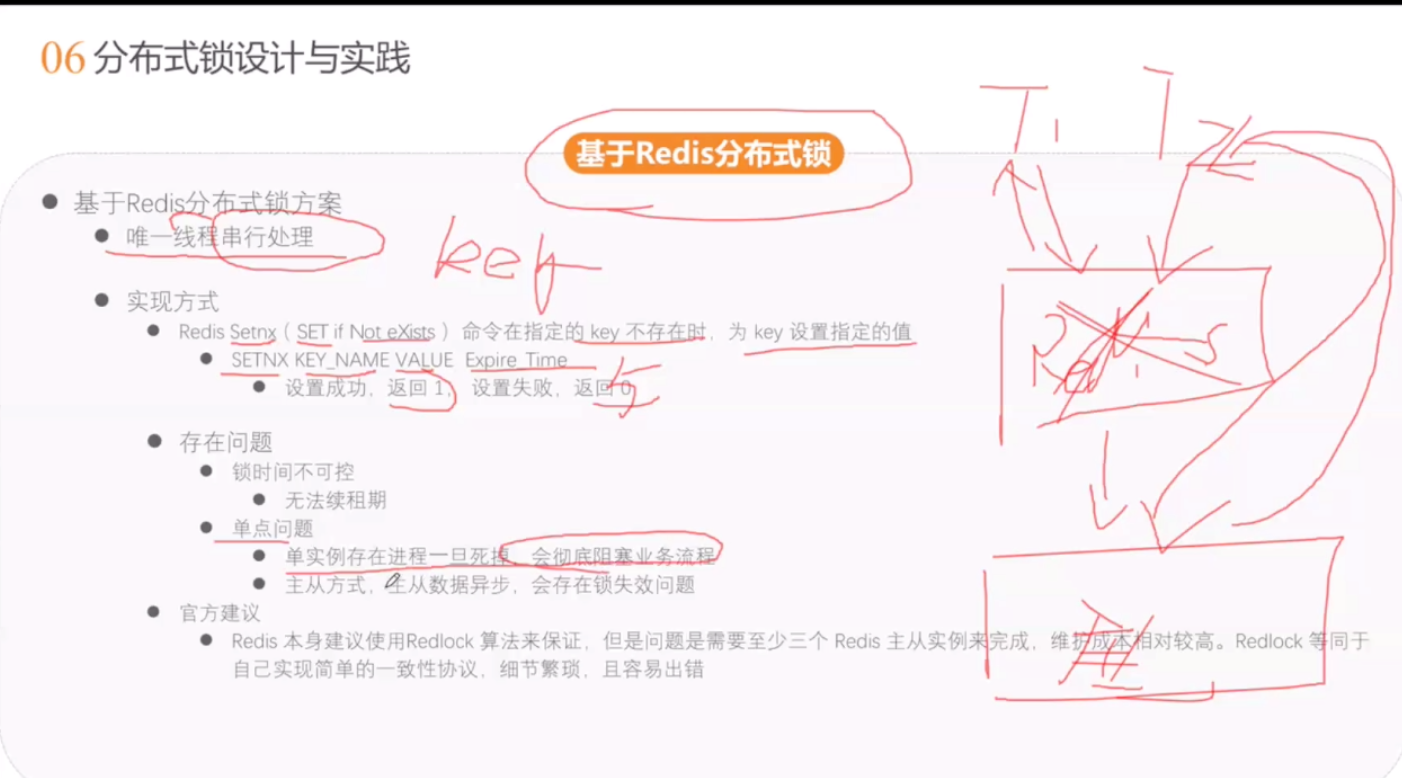 06 分布式锁设计与实践
T1 T2
基于Redis分布式锁
基于Redis分布式锁方案
唯一线程串行处理
key
实现方式
Redis Setnx（ SET if Not eXists ） 命令在指定的 key 不存在时，为 key 设置指定的值
SETNX KEY_NAME VALUE Expire_Time
设置成功，返回 1， 设置失败，返回 0
存在问题
锁时间不可控
无法续租期
单点问题
单实例存在进程一旦死掉，会彻底阻塞业务流程
主从方式，主从数据异步，会存在锁失效问题
官方建议
Redis 本身建议使用Redlock 算法来保证，但是问题是需要至少三个 Redis 主从实例来完成，维护成本相对较高。Redlock 等同于
自己实现简单的一致性协议，细节繁琐，且容易出错